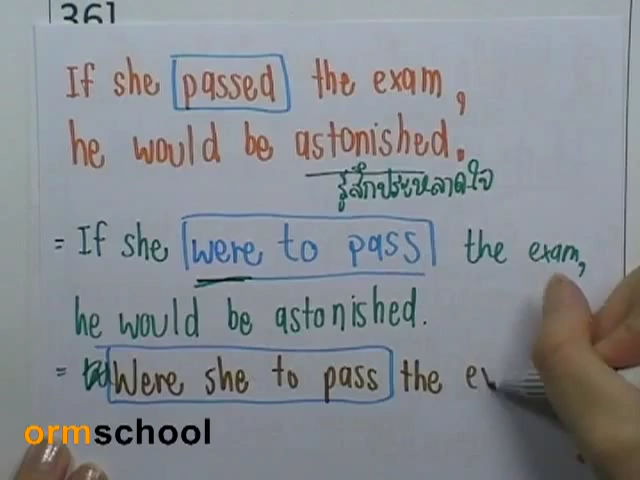 361
If she passed the exam,
he would be astonished.
รู้สึกประหลาดใจ
= If she were to pass the exam,
he would be astonished.
= Were she to pass the ex
ormschool